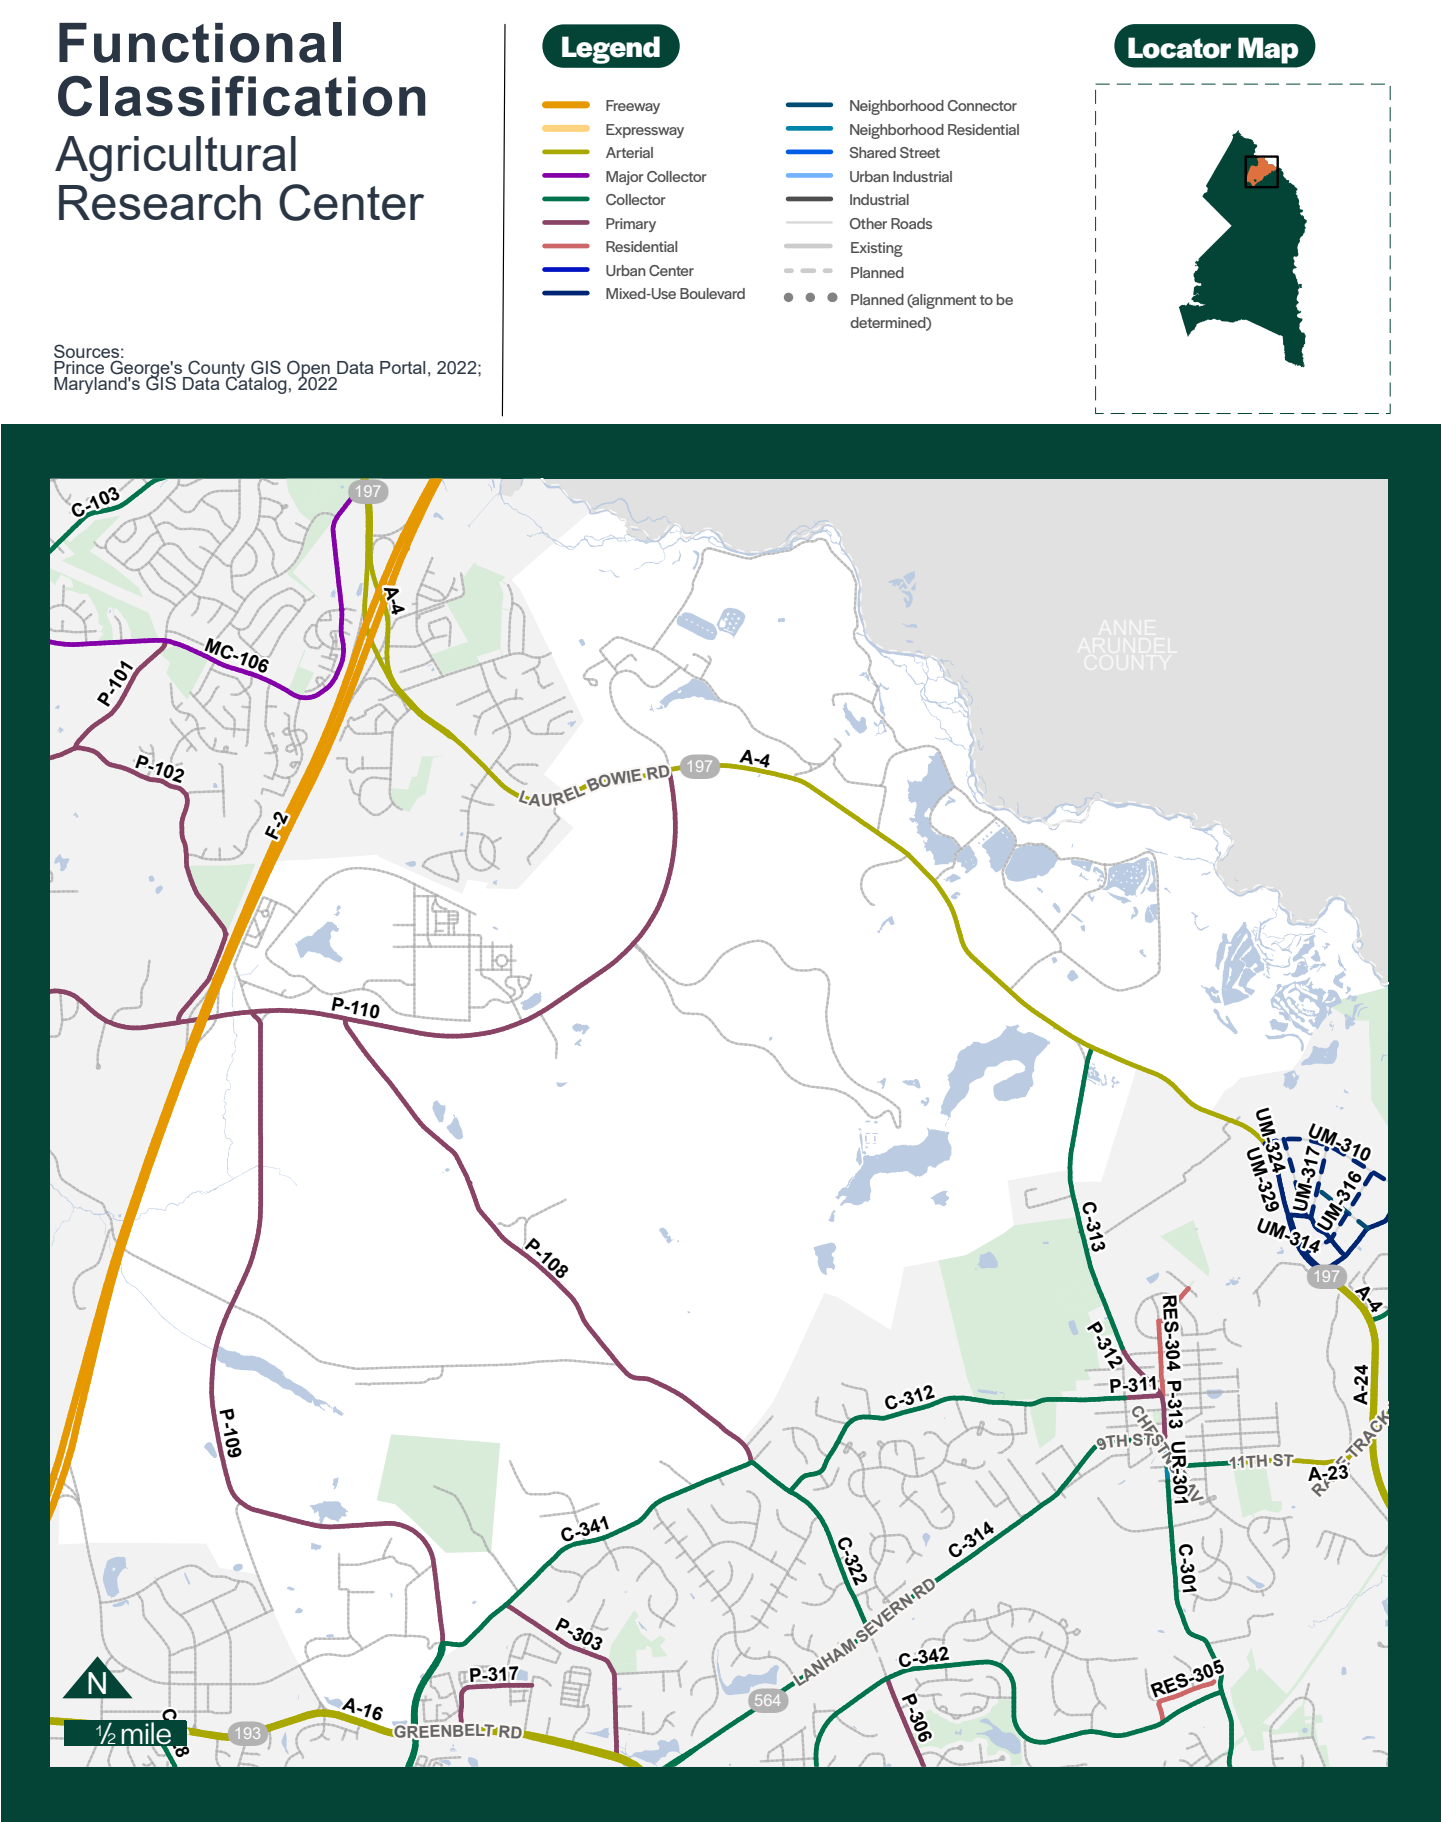 Functional
Classification
Agricultural
Research Center
Sources:
Prince George's County GIS Open Data Portal, 2022;
Maryland's GIS Data Catalog, 2022
Legend
Freeway
Expressway
Arterial
Major Collector
Collector
Primary
Residential
Urban Center
Mixed-Use Boulevard
Neighborhood Connector
Neighborhood Residential
Shared Street
Urban Industrial
Industrial
Other Roads
Existing
Planned
Planned (alignment to be
determined)
Locator Map
C-103
197
A-4
MC-106
P-101
P-102
F-2
ANNE
ARUNDEL
COUNTY
LAUREL BOWIE RD
197
A-4
P-110
P-108
P-109
C-313
UM-324
UM-329
UM-310
UM-317
UM-316
UM-314
197
A-4
A-24
RES-304
P-312
P-311
P-313
C-312
9TH ST
UR-301
11TH ST
A-23
C-341
C-322
C-314
C-301
LANHAM SEVERN RD
P-303
P-317
C-342
RES-305
P-306
564
N
½ mile
193
A-16
GREENBELT RD